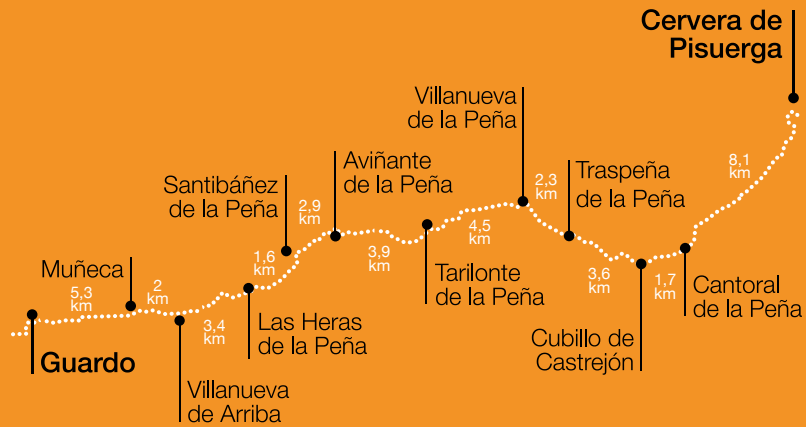 Cervera de
Pisuerga
Villanueva
de la Peña
8,1
km
Aviñante
de la Peña
2,3
km
Traspeña
de la Peña
Santibáñez
de la Peña
2,9
km
4,5
km
3,9
km
1,6
km
Muñeca
Tarilonte
de la Peña
3,6
km
1,7
km
Cantoral
de la Peña
5,3
km
2
km
3,4
km
Las Heras
de la Peña
Cubillo de
Castrejón
Guardo
Villanueva
de Arriba